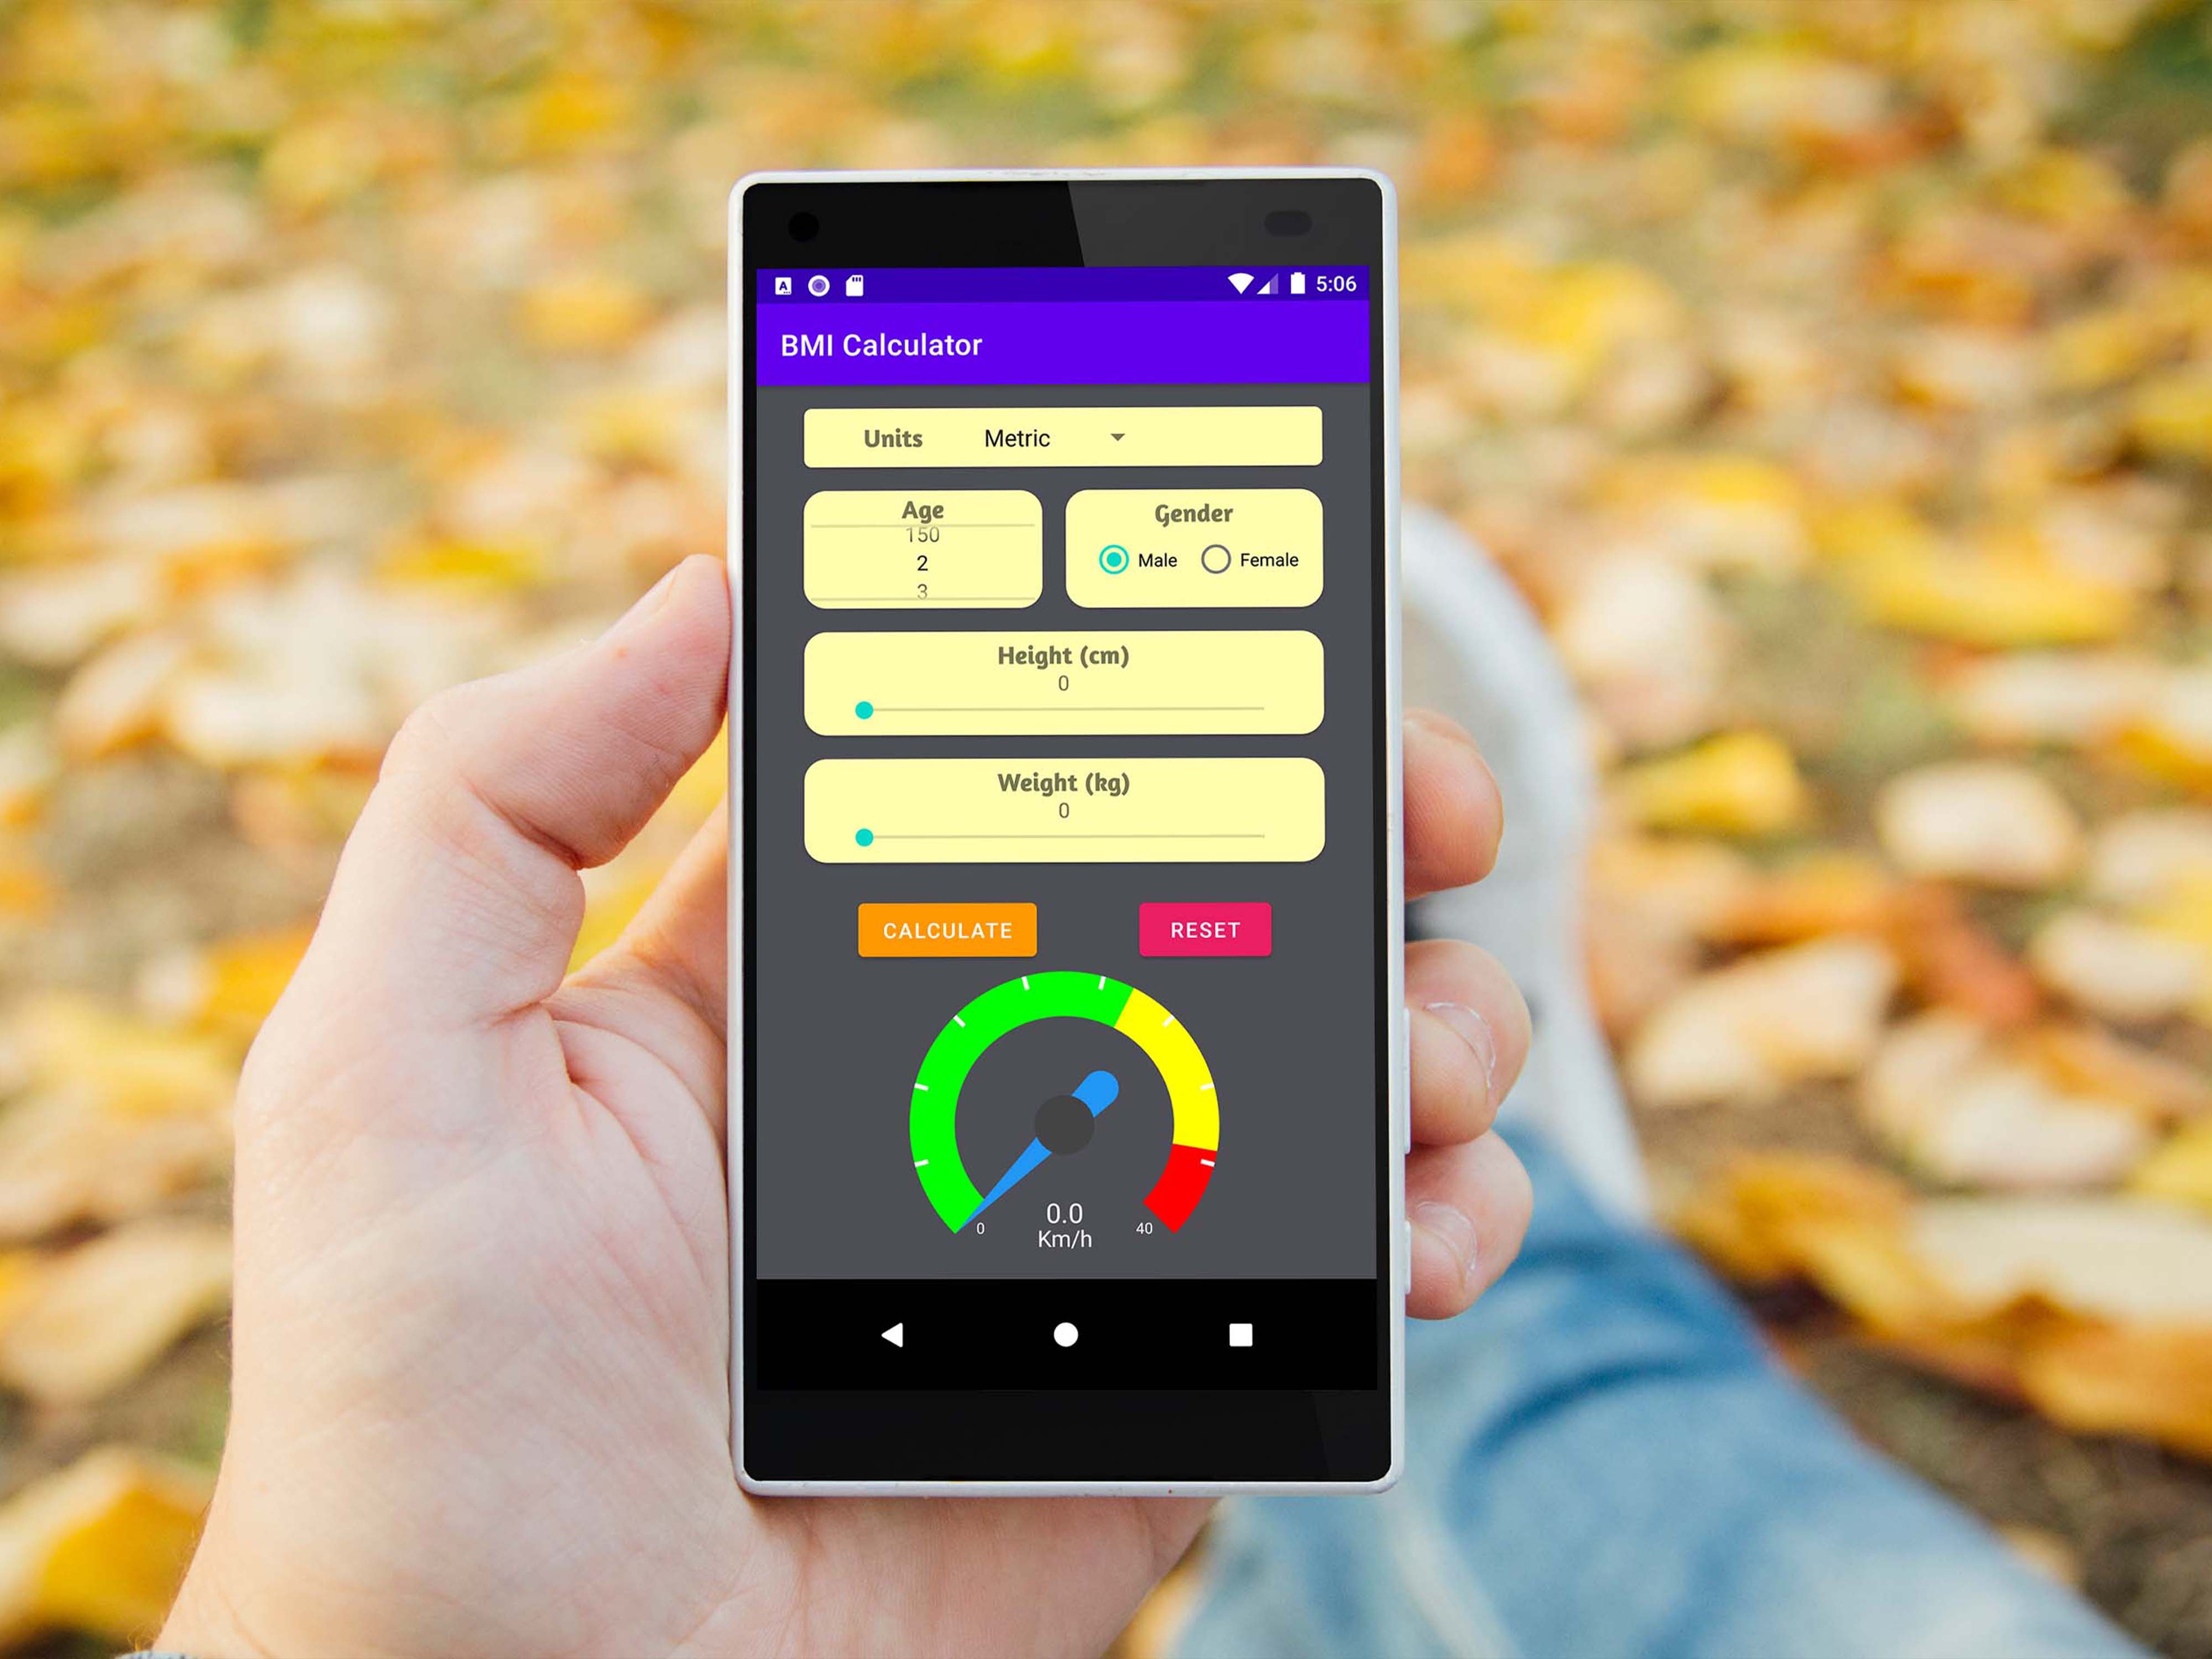 A
5:06
BMI Calculator
Units Metric
Age
150
2
3
Gender
Male Female
Height (cm)
0
Weight (kg)
0
CALCULATE RESET
0 40
0.0
Km/h